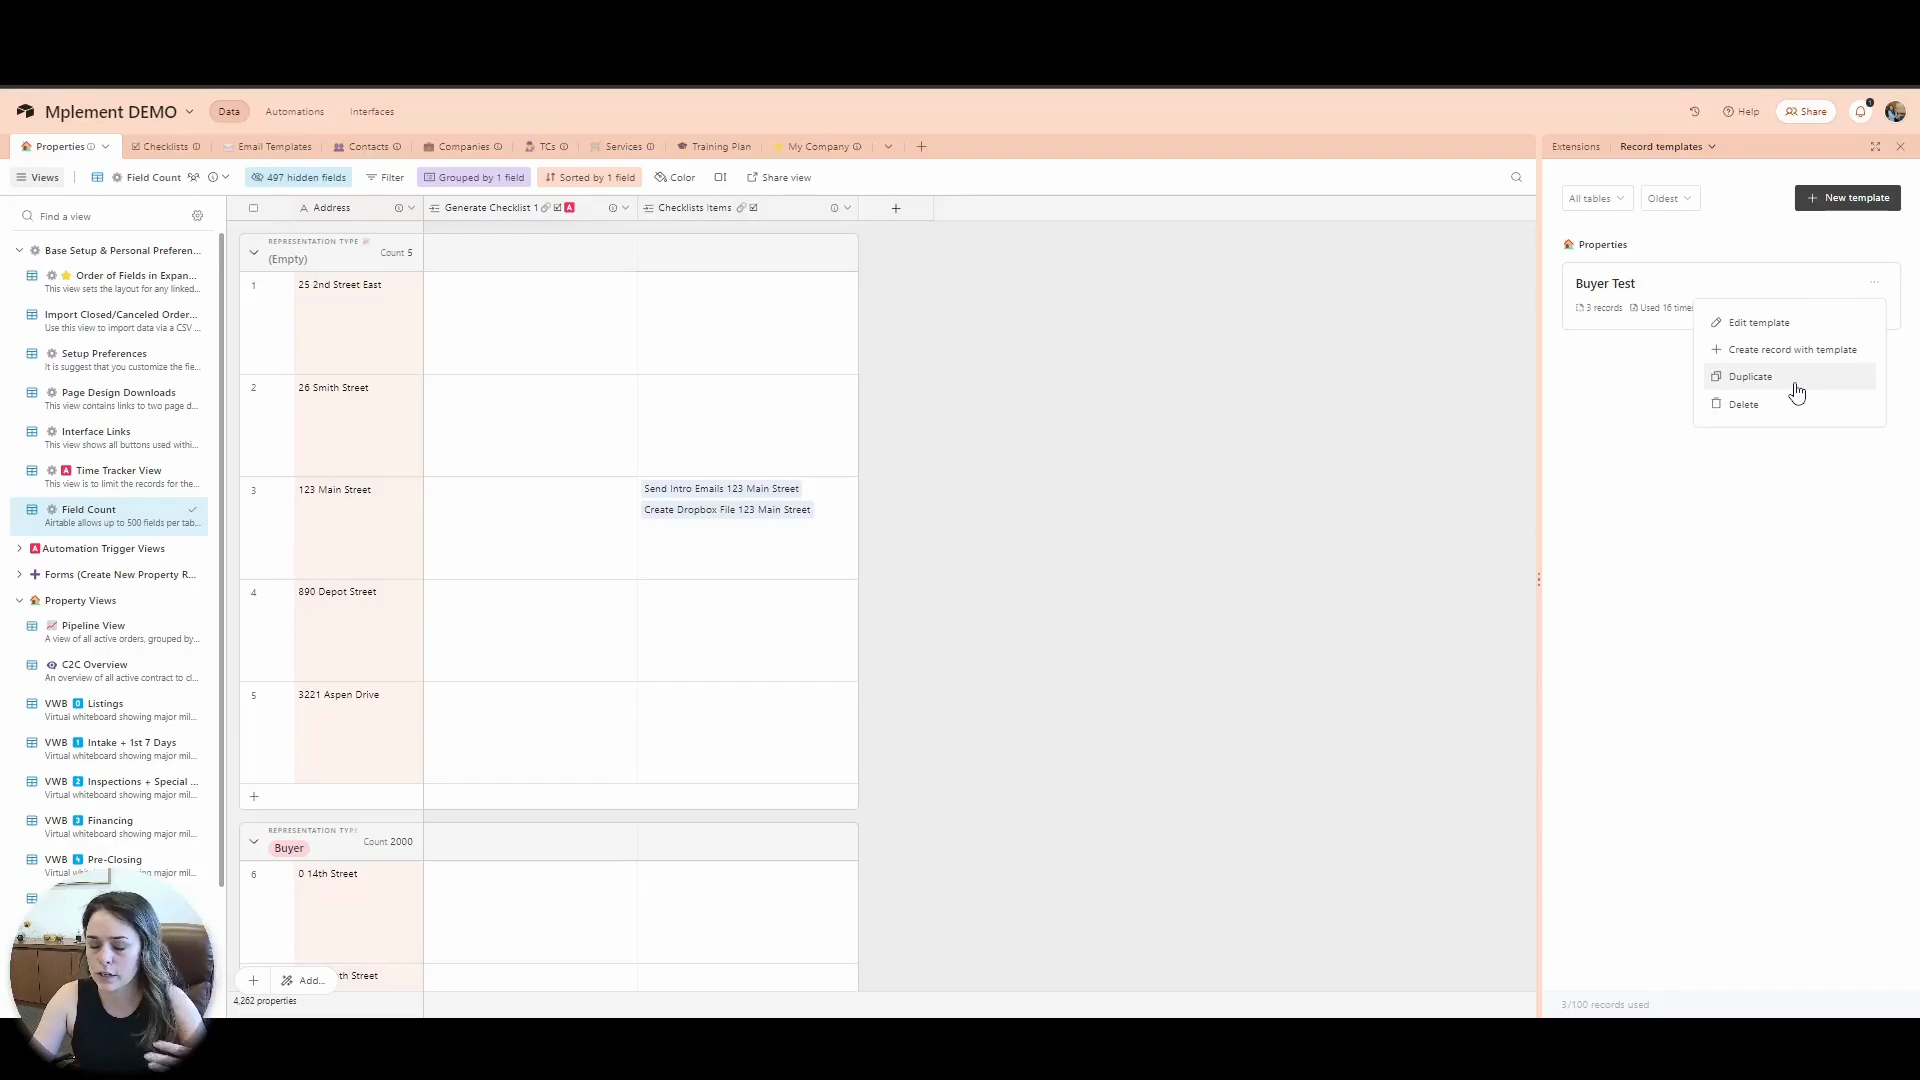 Mplement DEMO
Data
Automations
Interfaces
Help
Share
1
Properties
Checklists
Email Templates
Contacts
Companies
TCs
Services
Training Plan
My Company
Extensions
Record templates
Views
Field Count
497 hidden fields
Filter
Grouped by 1 field
Sorted by 1 field
Color
Share view
Find a view
Base Setup & Personal Preferen...
Order of Fields in Expan...
This view sets the layout for any linked...
Import Closed/Canceled Order...
Use this view to import data via a CSV ...
Setup Preferences
It is suggest that you customize the fie...
Page Design Downloads
This view contains links to two page d...
Interface Links
This view shows all buttons used withi...
A Time Tracker View
This view is to limit the records for the...
Field Count
Airtable allows up to 500 fields per tab...
A Automation Trigger Views
Forms (Create New Property R...
Property Views
Pipeline View
A view of all active orders, grouped by...
C2C Overview
An overview of all active contract to cl...
VWB 0 Listings
Virtual whiteboard showing major mil...
VWB 1 Intake + 1st 7 Days
Virtual whiteboard showing major mil...
VWB 2 Inspections + Special ...
Virtual whiteboard showing major mil...
VWB 3 Financing
Virtual whiteboard showing major mil...
VWB 4 Pre-Closing
Address
Generate Checklist 1 A
Checklists Items
REPRESENTATION TYPE
(Empty)
Count 5
1 25 2nd Street East
2 26 Smith Street
3 123 Main Street
Send Intro Emails 123 Main Street
Create Dropbox File 123 Main Street
4 890 Depot Street
5 3221 Aspen Drive
REPRESENTATION TYPE
Buyer
Count 2000
6 0 14th Street
Add...
Street
4,262 properties
All tables
Oldest
New template
Properties
Buyer Test
3 records
Used 16 times
Edit template
Create record with template
Duplicate
Delete
3/100 records used